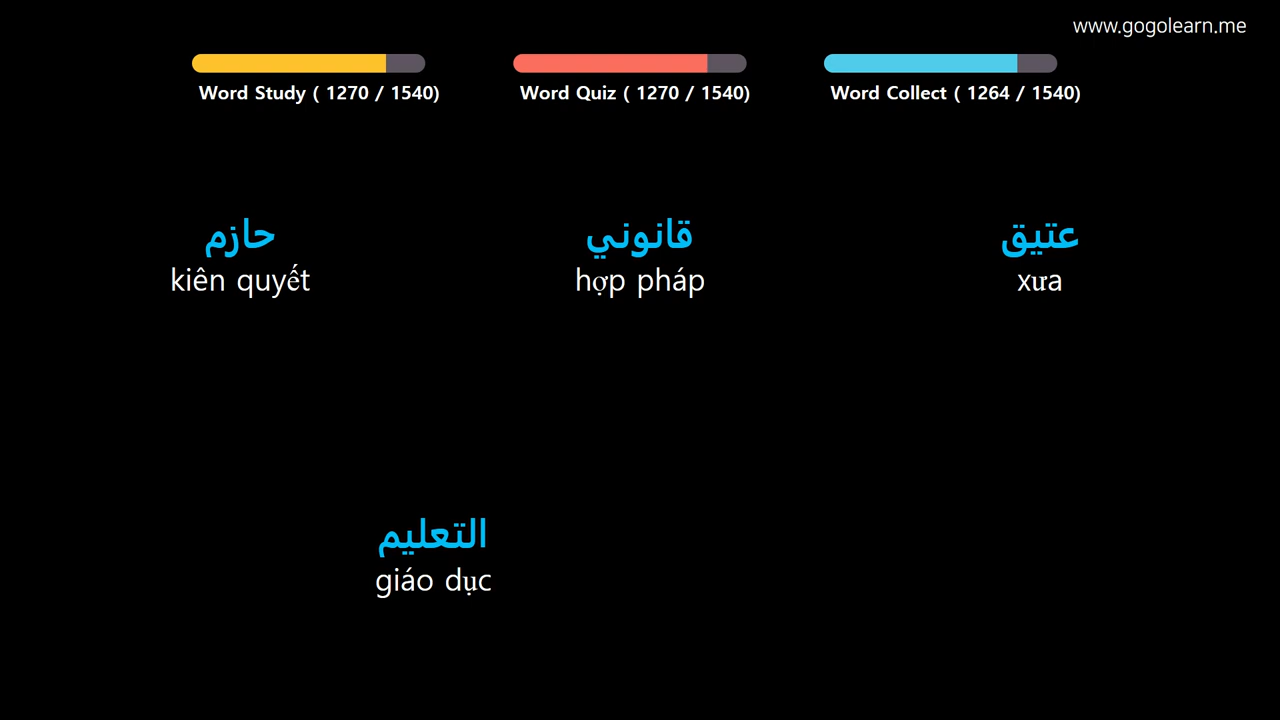 www.gogolearn.me
Word Study ( 1270 / 1540)
Word Quiz ( 1270 / 1540)
Word Collect ( 1264 / 1540)
حازم
kiên quyết
قانوني
hợp pháp
عتيق
xưa
التعليم
giáo dục